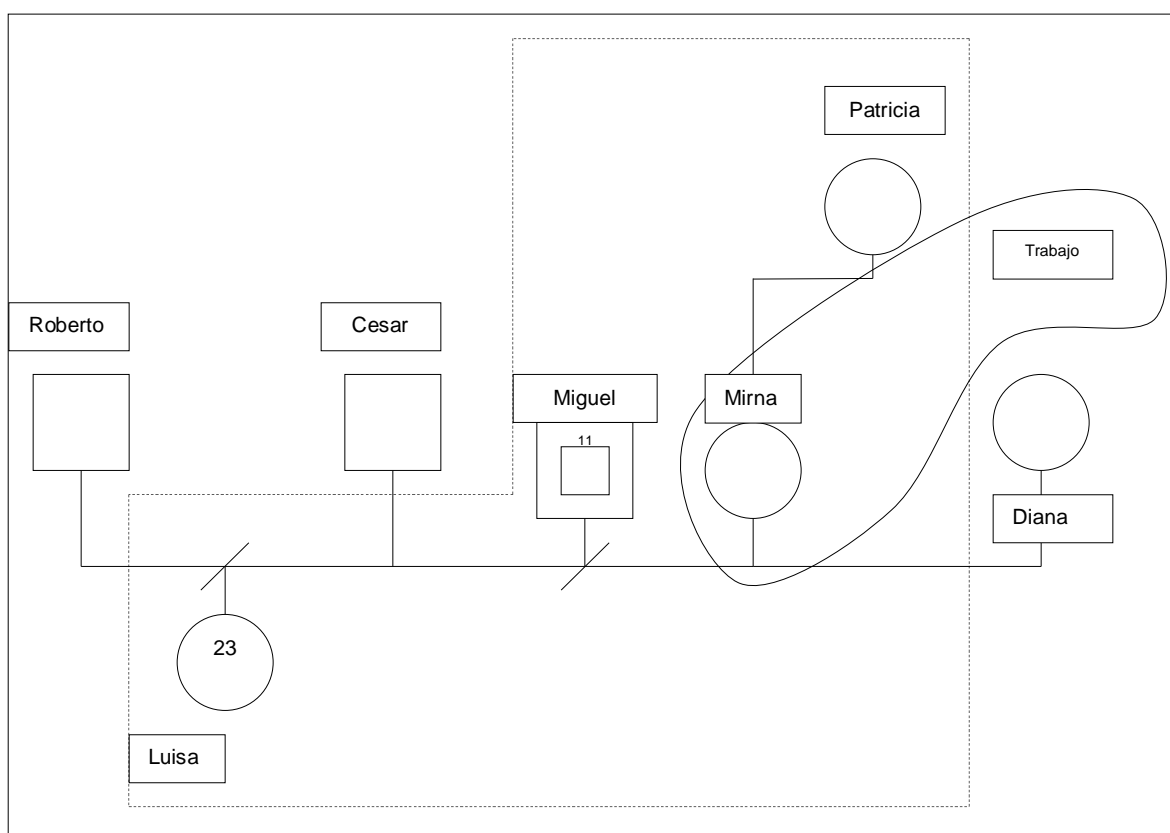 Patricia
Trabajo
Roberto
Cesar
Miguel
Mirna
11
Diana
23
Luisa